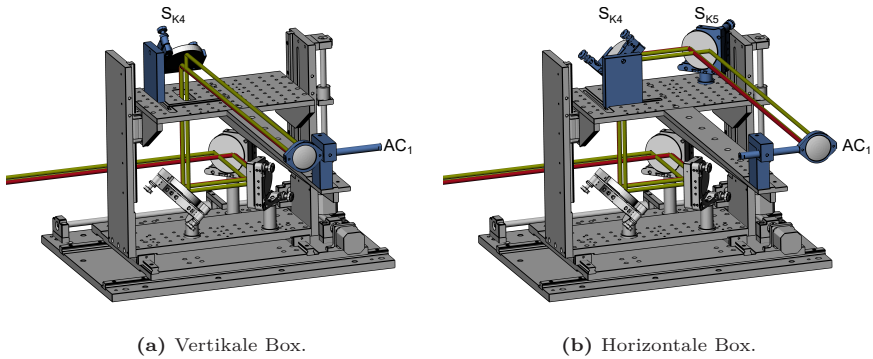 S_K4
AC_1
(a) Vertikale Box.
S_K4 S_K5
AC_1
(b) Horizontale Box.